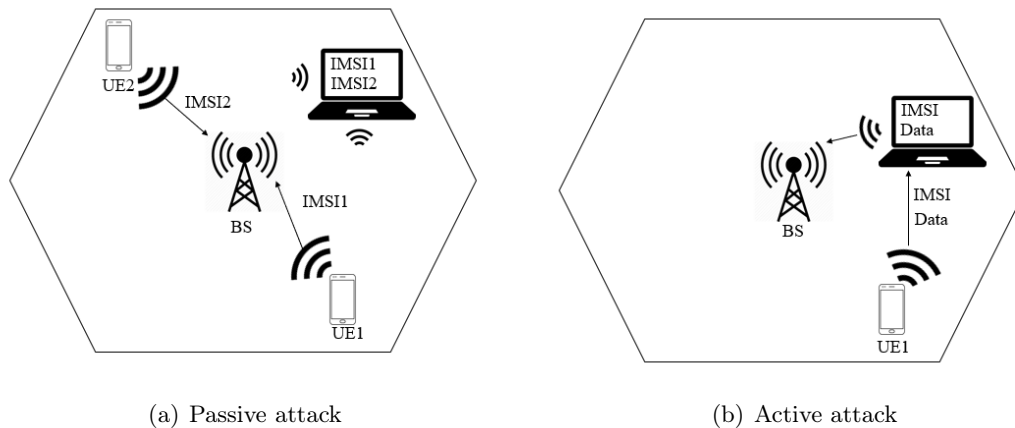 UE2
IMSI2
IMSI1
IMSI2
BS
IMSI1
UE1
(a) Passive attack
IMSI
Data
BS
IMSI
Data
UE1
(b) Active attack